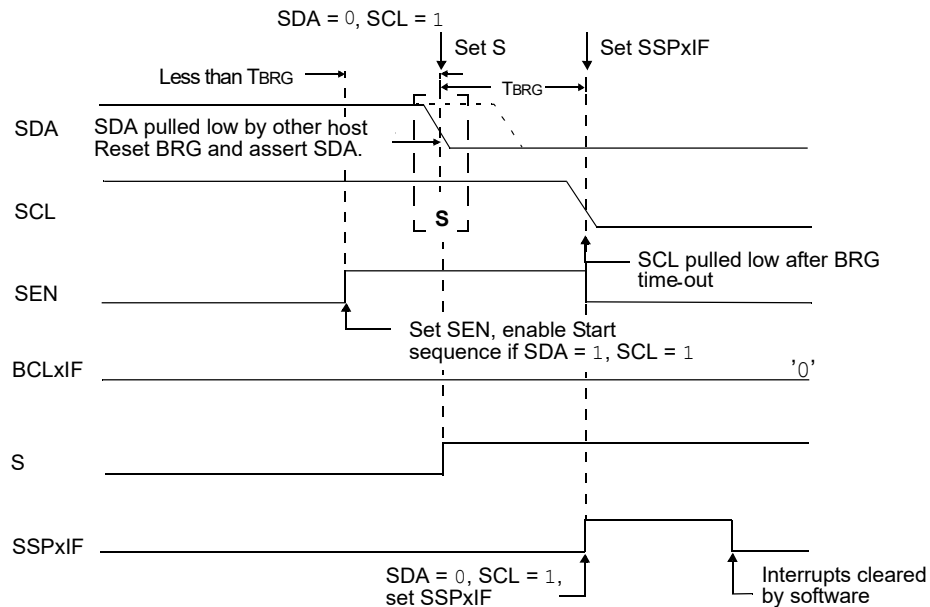 SDA = 0, SCL = 1
Set S
Set SSPxIF
Less than TBRG
TBRG
SDA
SDA pulled low by other host
Reset BRG and assert SDA.
SCL
S
SCL pulled low after BRG
time-out
SEN
Set SEN, enable Start
sequence if SDA = 1, SCL = 1
BCLxIF
'0'
S
SSPxIF
SDA = 0, SCL = 1,
set SSPxIF
Interrupts cleared
by software